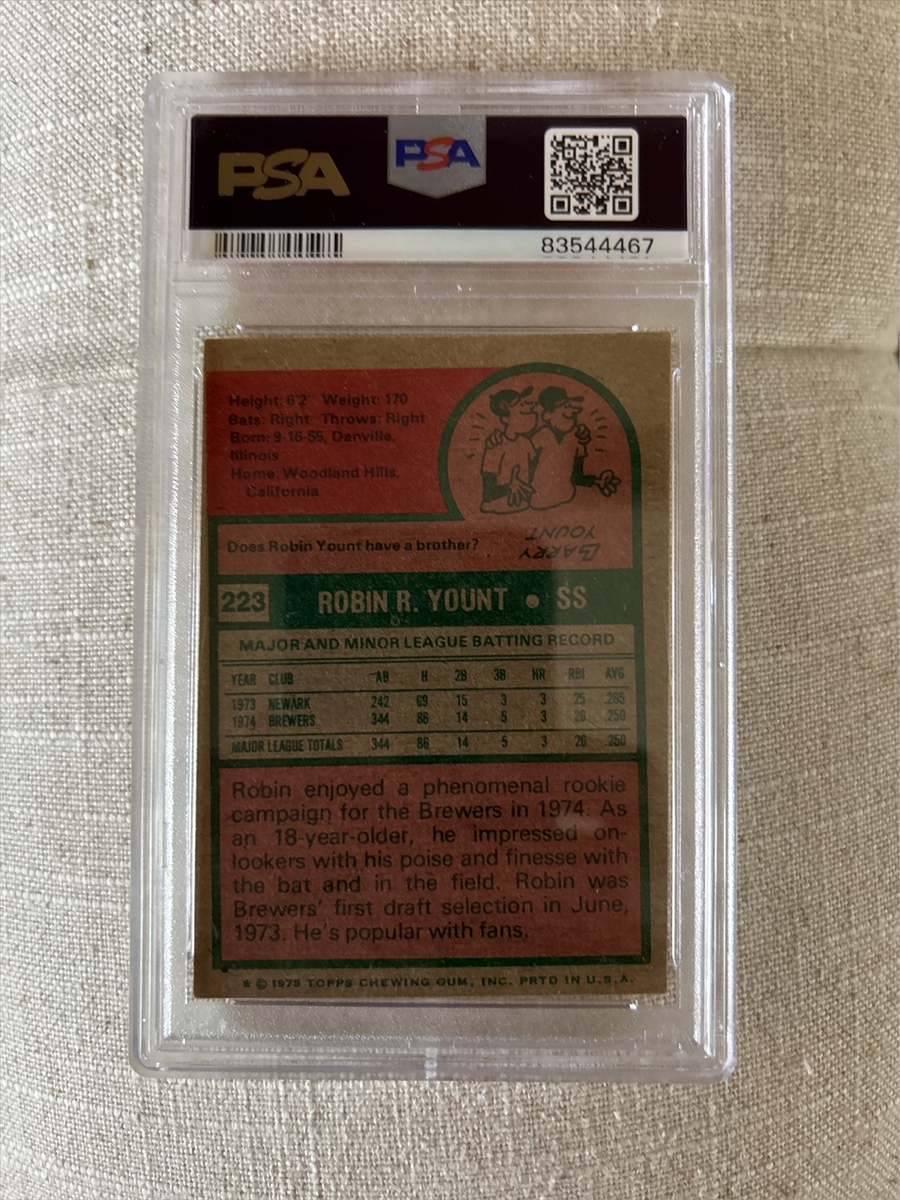 PSA
PSA
83544467
Height: 6'2" Weight: 170
Bats: Right Throws: Right
Born: 9-16-55, Danville,
Illinois
Home: Woodland Hills,
California
Does Robin Yount have a brother?
BARRY
YOUNT
223 ROBIN R. YOUNT • SS
MAJOR AND MINOR LEAGUE BATTING RECORD
YEAR CLUB AB H 2B 3B HR RBI AVG
1973 NEWARK 242 69 15 3 3 25 .285
1974 BREWERS 344 86 14 5 3 26 .250
MAJOR LEAGUE TOTALS 344 86 14 5 3 26 .250
Robin enjoyed a phenomenal rookie
campaign for the Brewers in 1974. As
an 18-year-older, he impressed on-
lookers with his poise and finesse with
the bat and in the field. Robin was
Brewers' first draft selection in June,
1973. He's popular with fans.
* © 1975 TOPPS CHEWING GUM, INC. PRTD IN U.S.A.